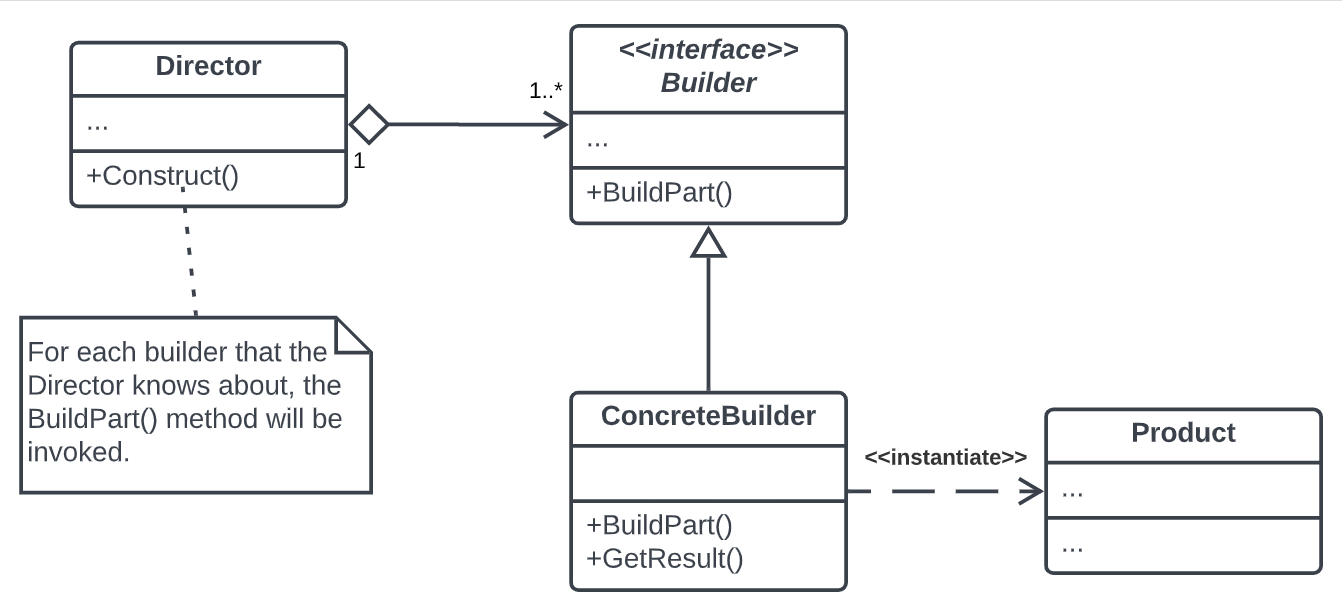 Director
...
+Construct()
1
1..*
<<interface>>
Builder
...
+BuildPart()
For each builder that the
Director knows about, the
BuildPart() method will be
invoked.
ConcreteBuilder
+BuildPart()
+GetResult()
<<instantiate>>
Product
...
...